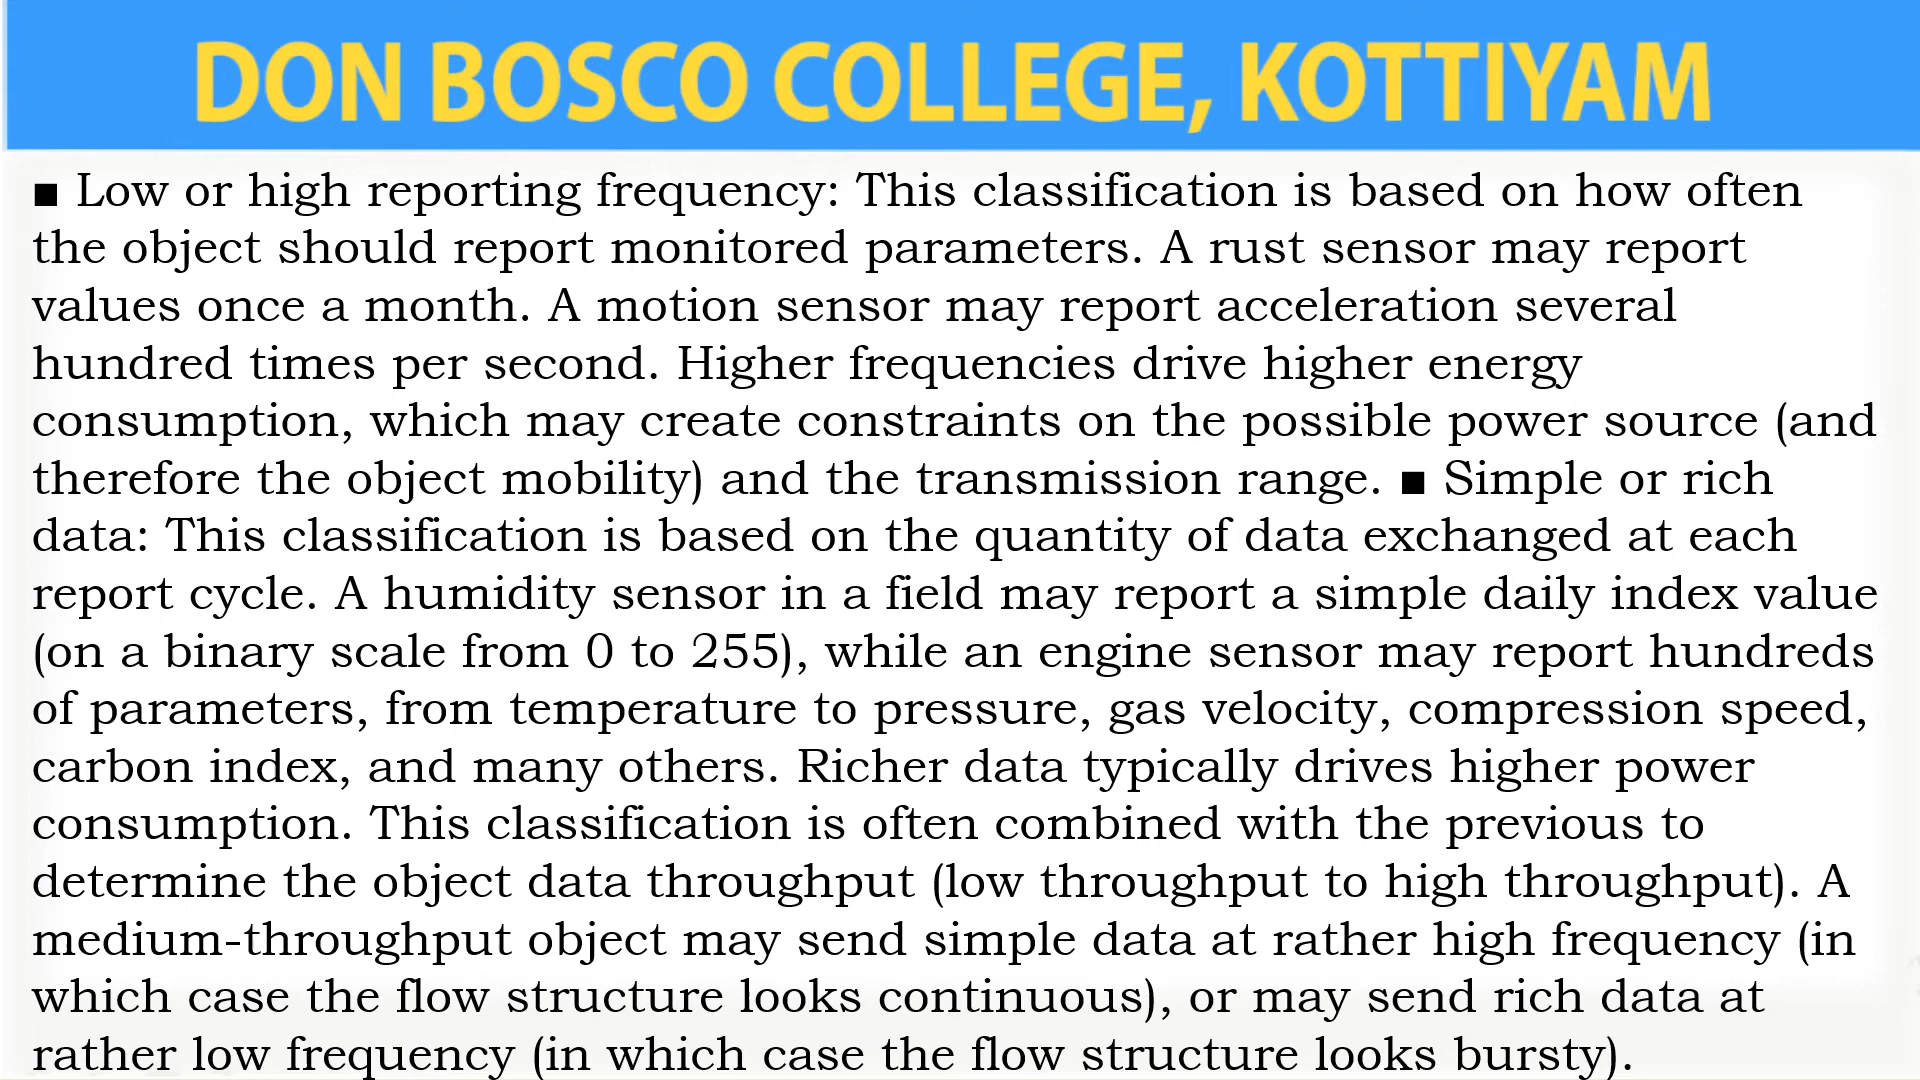 DON BOSCO COLLEGE, KOTTIYAM
■ Low or high reporting frequency: This classification is based on how often
the object should report monitored parameters. A rust sensor may report
values once a month. A motion sensor may report acceleration several
hundred times per second. Higher frequencies drive higher energy
consumption, which may create constraints on the possible power source (and
therefore the object mobility) and the transmission range. ■ Simple or rich
data: This classification is based on the quantity of data exchanged at each
report cycle. A humidity sensor in a field may report a simple daily index value
(on a binary scale from 0 to 255), while an engine sensor may report hundreds
of parameters, from temperature to pressure, gas velocity, compression speed,
carbon index, and many others. Richer data typically drives higher power
consumption. This classification is often combined with the previous to
determine the object data throughput (low throughput to high throughput). A
medium-throughput object may send simple data at rather high frequency (in
which case the flow structure looks continuous), or may send rich data at
rather low frequency (in which case the flow structure looks bursty).